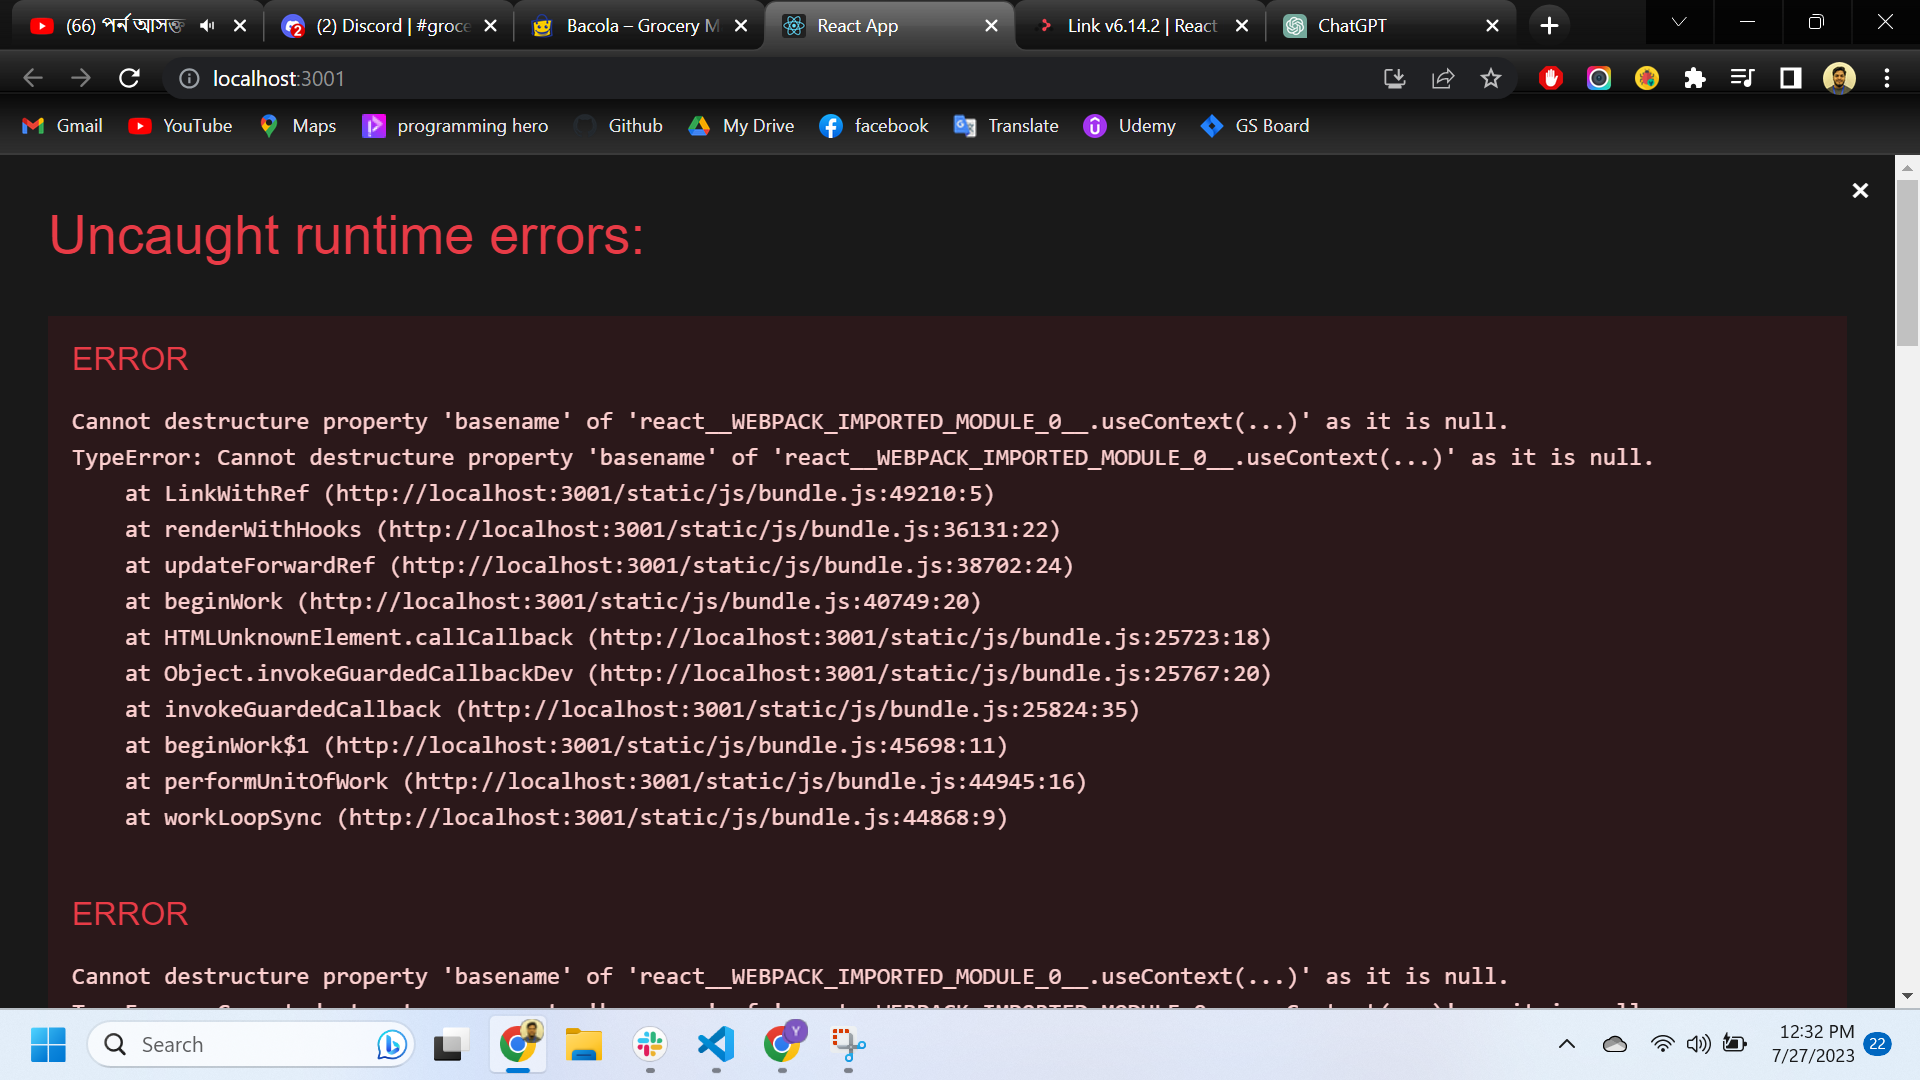 (66) পর্ন আসক্ত
(2) Discord | #groce
Bacola – Grocery M
React App
Link v6.14.2 | React
ChatGPT
localhost:3001
Gmail
YouTube
Maps
programming hero
Github
My Drive
facebook
Translate
Udemy
GS Board
Uncaught runtime errors:
ERROR
Cannot destructure property 'basename' of 'react__WEBPACK_IMPORTED_MODULE_0__.useContext(...)' as it is null.
TypeError: Cannot destructure property 'basename' of 'react__WEBPACK_IMPORTED_MODULE_0__.useContext(...)' as it is null.
at LinkWithRef (http://localhost:3001/static/js/bundle.js:49210:5)
at renderWithHooks (http://localhost:3001/static/js/bundle.js:36131:22)
at updateForwardRef (http://localhost:3001/static/js/bundle.js:38702:24)
at beginWork (http://localhost:3001/static/js/bundle.js:40749:20)
at HTMLUnknownElement.callCallback (http://localhost:3001/static/js/bundle.js:25723:18)
at Object.invokeGuardedCallbackDev (http://localhost:3001/static/js/bundle.js:25767:20)
at invokeGuardedCallback (http://localhost:3001/static/js/bundle.js:25824:35)
at beginWork$1 (http://localhost:3001/static/js/bundle.js:45698:11)
at performUnitOfWork (http://localhost:3001/static/js/bundle.js:44945:16)
at workLoopSync (http://localhost:3001/static/js/bundle.js:44868:9)
ERROR
Cannot destructure property 'basename' of 'react__WEBPACK_IMPORTED_MODULE_0__.useContext(...)' as it is null.
Search
12:32 PM
7/27/2023
22